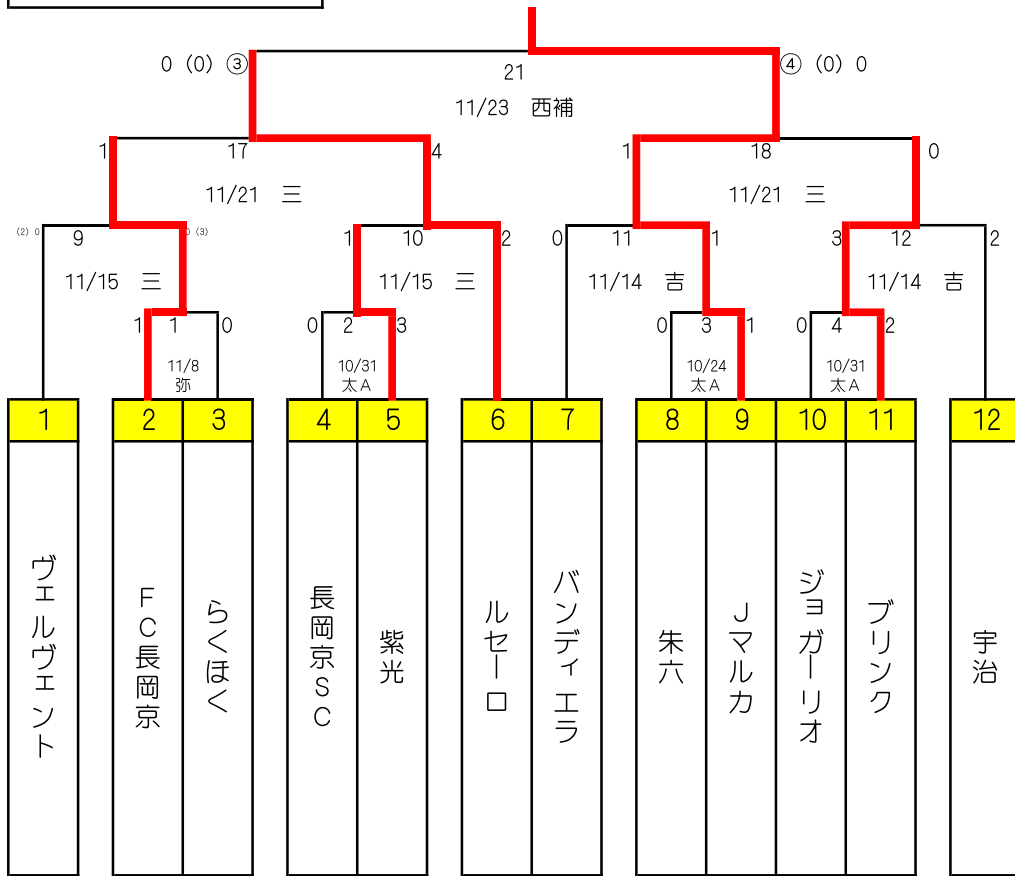 0 (0) ③
④ (0) 0
21
11/23 西補
1
17
4
1
18
0
11/21 三
11/21 三
(2) 0
9
0 (3)
1
10
2
0
11
1
3
12
2
11/15 三
11/15 三
11/14 吉
11/14 吉
1
1
0
0
2
3
0
3
1
0
4
2
11/8
弥
10/31
太A
10/24
太A
10/31
太A
1
2
3
4
5
6
7
8
9
10
11
12
ヴェルヴェント
FC長岡京
らくほく
長岡京SC
紫光
ルセーロ
バンディエラ
朱六
Jマルカ
ジョガーリオ
ブリンク
宇治